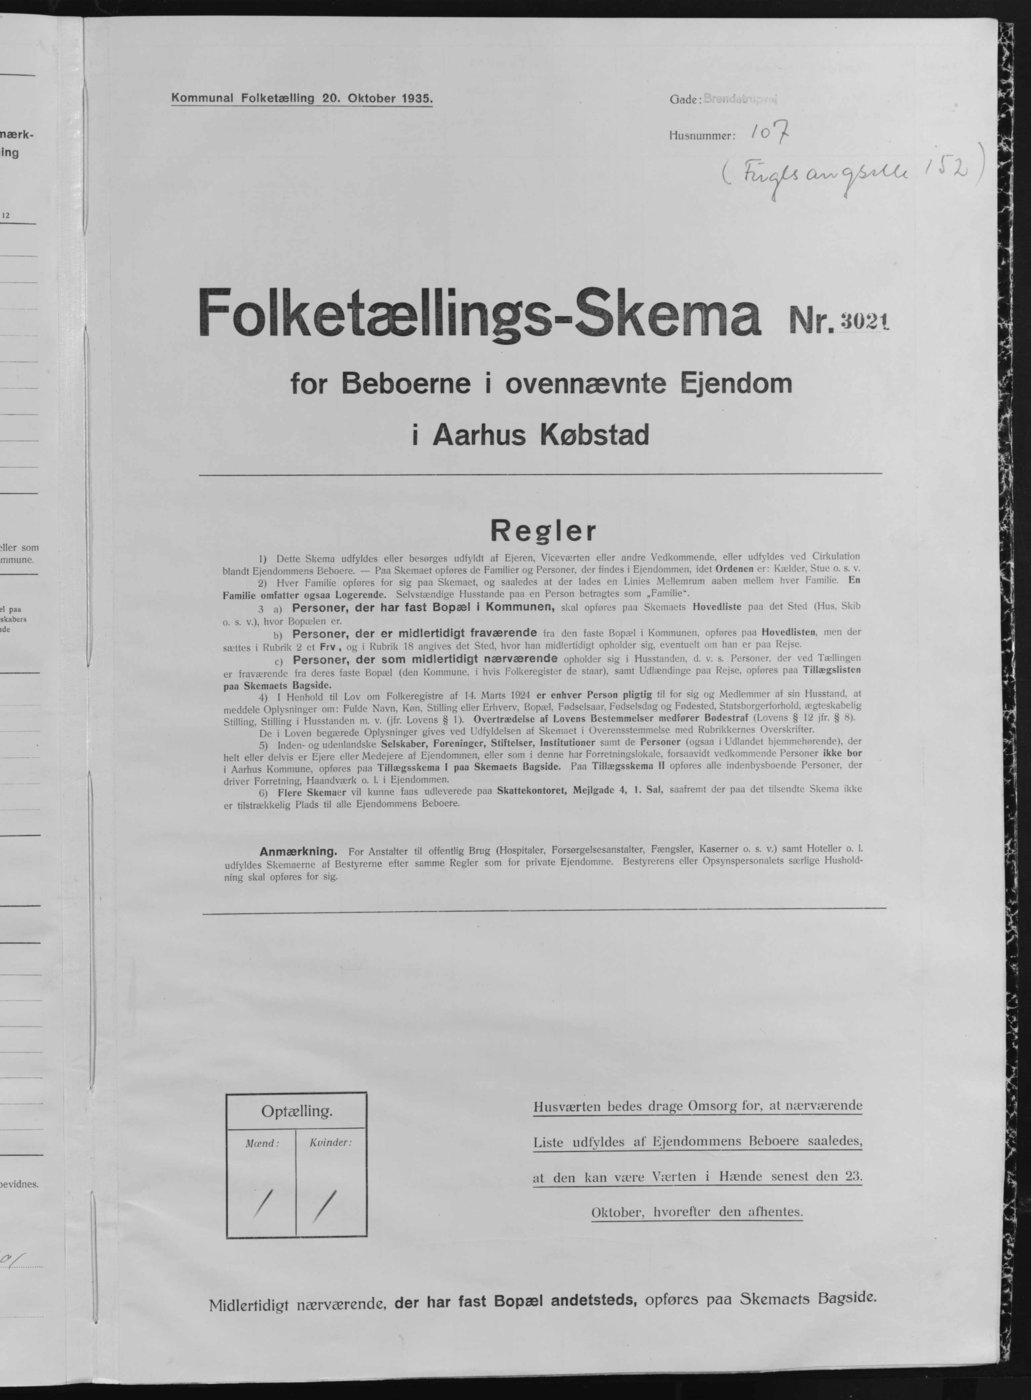 Kommunal Folketælling 20. Oktober 1935.
Gade: Brendstrupvej
Husnummer: 107
(Fuglsangsalle 152)
Folketællings-Skema Nr. 3021
for Beboerne i ovennævnte Ejendom
i Aarhus Købstad
Regler
1) Dette Skema udfyldes eller besørges udfyldt af Ejeren, Viceværten eller andre Vedkommende, eller udfyldes ved Cirkulation
blandt Ejendommens Beboere. — Paa Skemaet opføres de Familier og Personer, der findes i Ejendommen, idet Ordenen er: Kælder, Stue o. s. v.
2) Hver Familie opføres for sig paa Skemaet, og saaledes at der lades en Linies Mellemrum aaben mellem hver Familie. En
Familie omfatter ogsaa Logerende. Selvstændige Husstande paa en Person betragtes som „Familie“.
3 a) Personer, der har fast Bopæl i Kommunen, skal opføres paa Skemaets Hovedliste paa det Sted (Hus, Skib
o. s. v.), hvor Bopælen er.
b) Personer, der er midlertidigt fraværende fra den faste Bopæl i Kommunen, opføres paa Hovedlisten, men der
sættes i Rubrik 2 et Frv, og i Rubrik 18 angives det Sted, hvor han midlertidigt opholder sig, eventuelt om han er paa Rejse.
c) Personer, der som midlertidigt nærværende opholder sig i Husstanden, d. v. s. Personer, der ved Tællingen
er fraværende fra deres faste Bopæl (den Kommune, i hvis Folkeregister de staar), samt Udlændinge paa Rejse, opføres paa Tillægslisten
paa Skemaets Bagside.
4) I Henhold til Lov om Folkeregistre af 14. Marts 1924 er enhver Person pligtig til for sig og Medlemmer af sin Husstand, at
meddele Oplysninger om: Fulde Navn, Køn, Stilling eller Erhverv, Bopæl, Fødselsaar, Fødselsdag og Fødested, Statsborgerforhold, ægteskabelig
Stilling, Stilling i Husstanden m. v. (jfr. Lovens § 1). Overtrædelse af Lovens Bestemmelser medfører Bødestraf (Lovens § 12 jfr. § 8).
De i Loven begærede Oplysninger gives ved Udfyldelsen af Skemaet i Overensstemmelse med Rubrikkernes Overskrifter.
5) Inden- og udenlandske Selskaber, Foreninger, Stiftelser, Institutioner samt de Personer (ogsaa i Udlandet hjemmehørende), der
helt eller delvis er Ejere eller Medejere af Ejendommen, eller som i denne har Forretningslokale, forsaavidt vedkommende Personer ikke bor
i Aarhus Kommune, opføres paa Tillægsskema I paa Skemaets Bagside. Paa Tillægsskema II opføres alle indenbysboende Personer, der
driver Forretning, Haandværk o. l. i Ejendommen.
6) Flere Skemaer vil kunne faas udleverede paa Skattekontoret, Mejlgade 4, 1. Sal, saafremt der paa det tilsendte Skema ikke
er tilstrækkelig Plads til alle Ejendommens Beboere.
Anmærkning. For Anstalter til offentlig Brug (Hospitaler, Forsørgelsesanstalter, Fængsler, Kaserner o. s. v.) samt Hoteller o. l.
udfyldes Skemaerne af Bestyrerne efter samme Regler som for private Ejendomme. Bestyrerens eller Opsynspersonalets særlige Hushold-
ning skal opføres for sig.
Optælling.
Mænd: Kvinder:
/ /
Husværten bedes drage Omsorg for, at nærværende
Liste udfyldes af Ejendommens Beboere saaledes,
at den kan være Værten i Hænde senest den 23.
Oktober, hvorefter den afhentes.
Midlertidigt nærværende, der har fast Bopæl andetsteds, opføres paa Skemaets Bagside.